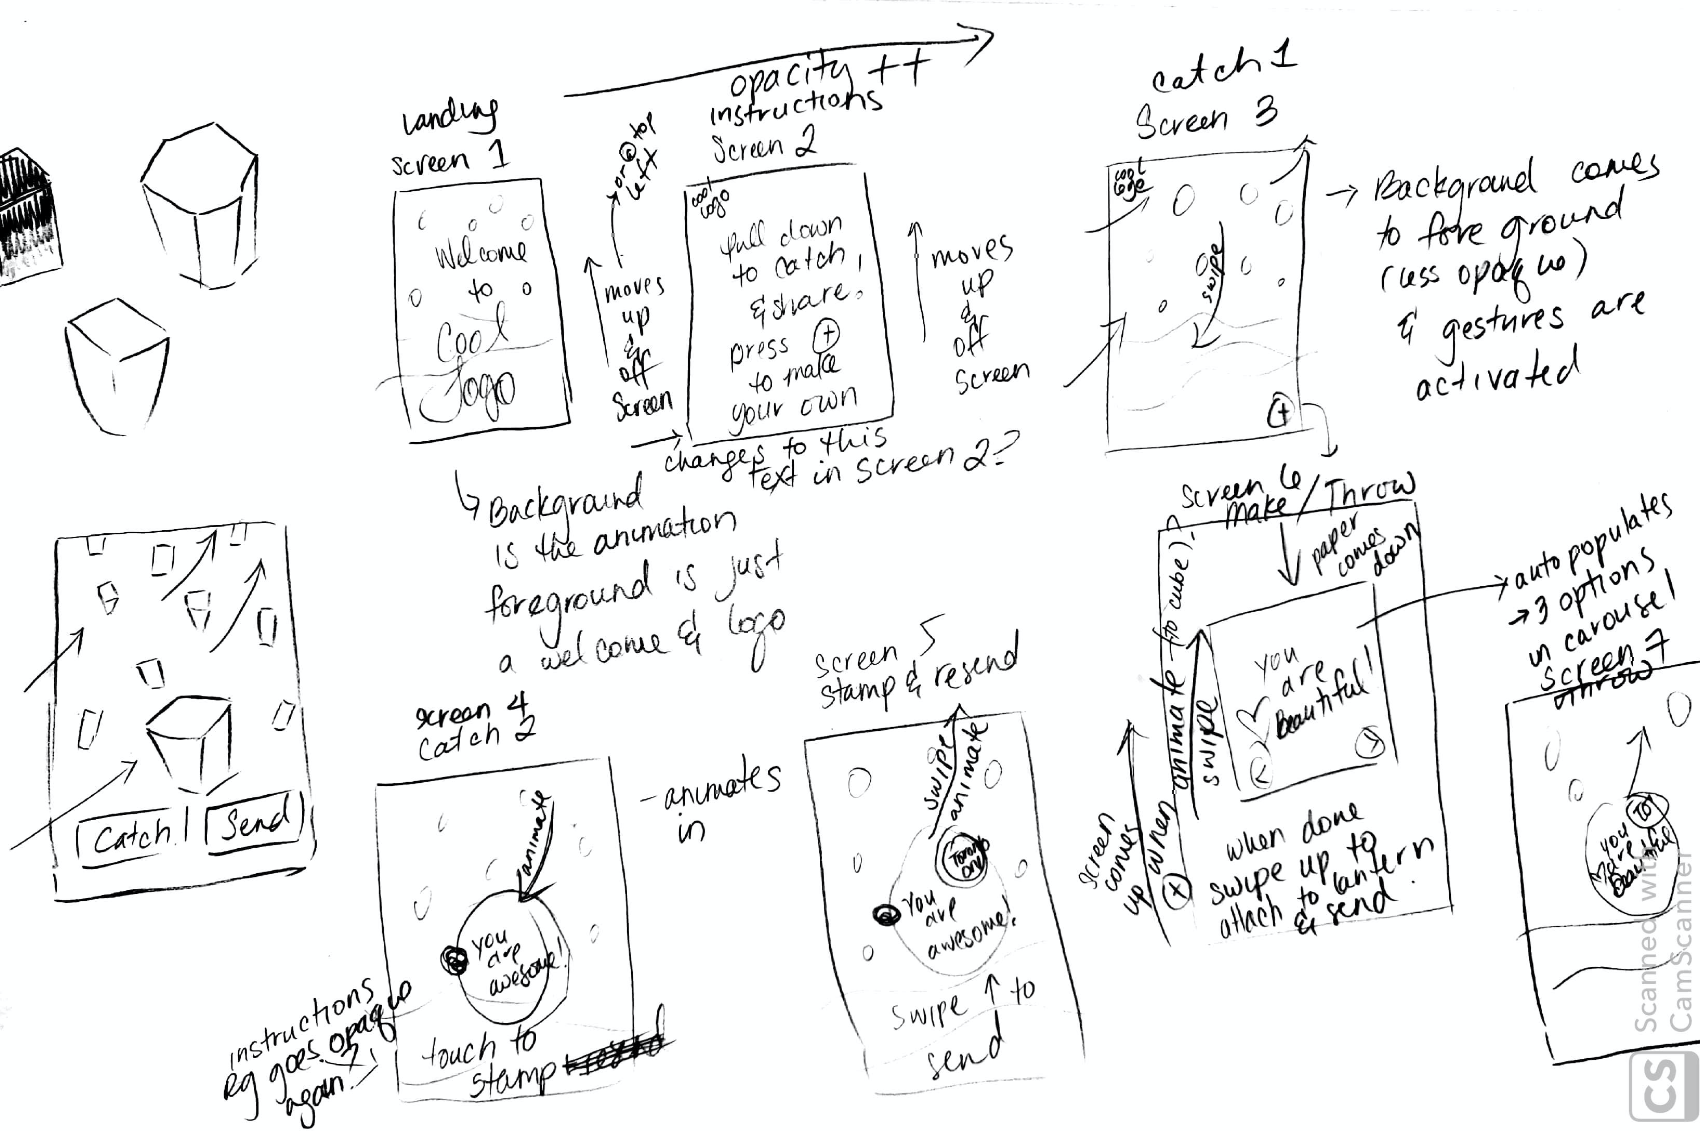 opacity ++
Landing
screen 1
Welcome
to
Cool
Logo
moves
up
&
off
screen
or top
left
instructions
Screen 2
cool
logo
pull down
to catch,
& share,
press +
to make
your own
changes to this
text in screen 2?
moves
up
&
off
screen
catch 1
Screen 3
cool
logo
swipe
+
→ Background comes
to foreground
(less opaque)
& gestures are
activated
Background
is the animation
foreground is just
a welcome & logo
Catch
Send
screen 4
catch 2
animate
you
are
awesome!
touch to
stamp
instructions
Bg goes opaque
again?
- animates
in
screen 5
stamp & resend
swipe
animate
you
are
awesome!
swipe ↑ to
send
Screen 6
Make / Throw
paper
comes
down
swipe
animate (to cube)
you
are
Beautiful!
<
>
when done
swipe up to
attach to lantern
& send.
screen
comes
up when +
→ auto populates
→ 3 options
in carousel
Screen 7
Throw
TO
you
are
Beautiful
Scanned with
CamScanner
CS